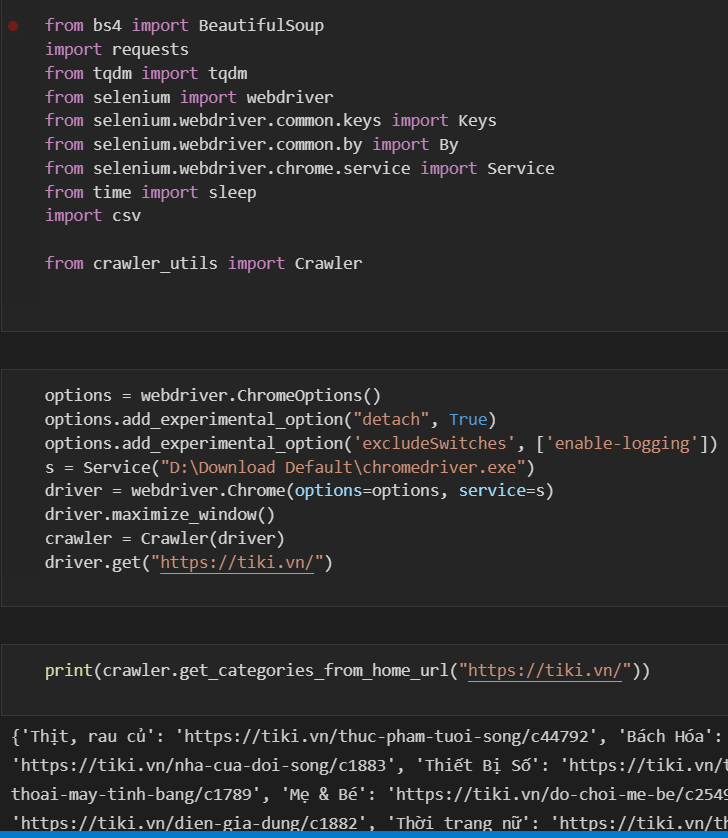 from bs4 import BeautifulSoup
import requests
from tqdm import tqdm
from selenium import webdriver
from selenium.webdriver.common.keys import Keys
from selenium.webdriver.common.by import By
from selenium.webdriver.chrome.service import Service
from time import sleep
import csv
from crawler_utils import Crawler
options = webdriver.ChromeOptions()
options.add_experimental_option("detach", True)
options.add_experimental_option('excludeSwitches', ['enable-logging'])
s = Service("D:\Download Default\chromedriver.exe")
driver = webdriver.Chrome(options=options, service=s)
driver.maximize_window()
crawler = Crawler(driver)
driver.get("https://tiki.vn/")
print(crawler.get_categories_from_home_url("https://tiki.vn/"))
{'Thịt, rau củ': 'https://tiki.vn/thuc-pham-tuoi-song/c44792', 'Bách Hóa':
'https://tiki.vn/nha-cua-doi-song/c1883', 'Thiết Bị Số': 'https://tiki.vn/
thoai-may-tinh-bang/c1789', 'Mẹ & Bé': 'https://tiki.vn/do-choi-me-be/c2549
'https://tiki.vn/dien-gia-dung/c1882', 'Thời trang nữ': 'https://tiki.vn/